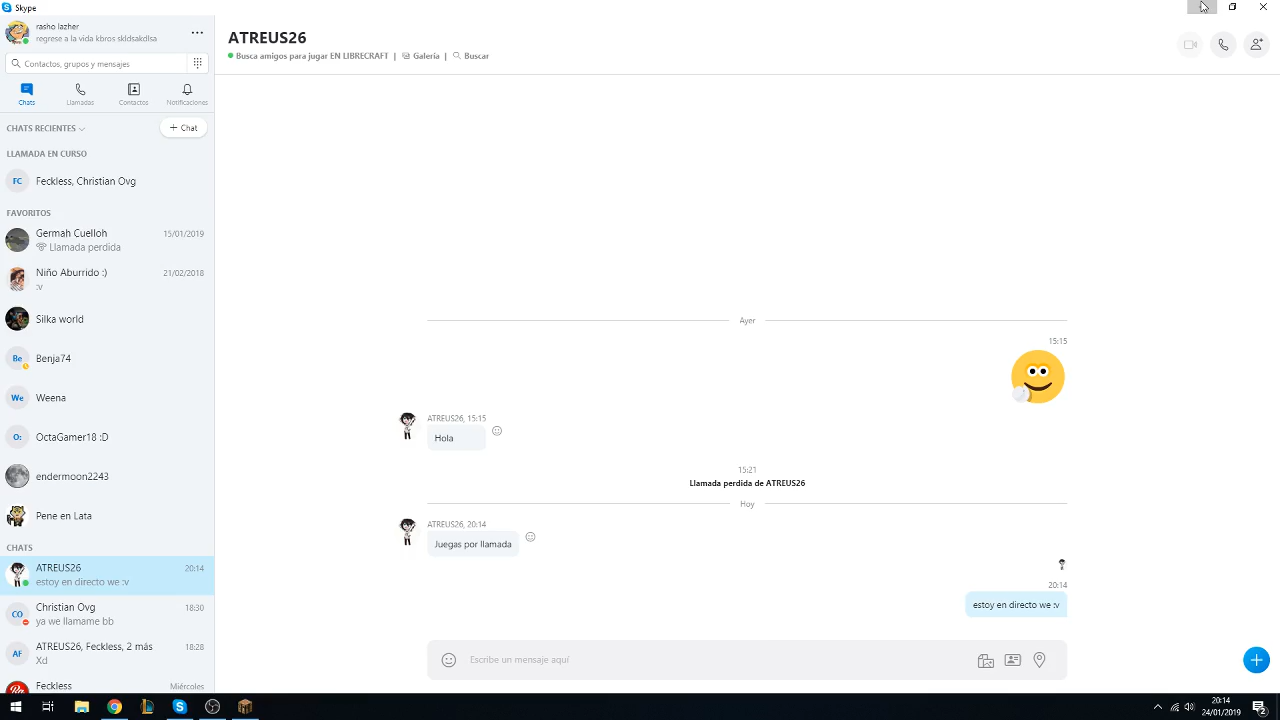 Skype
rasho lazher
regrese a la vida kbros skldsakdlsa
Contactos, grupos y mensajes
Chats
Llamadas
Contactos
Notificaciones
CHATS RECIENTES
Chat
LLAMADA EN CURSO
FC
Feckless, Christian Ovg
FAVORITOS
Germah Cuelloh
15/01/2019
Llamada perdida
Niño Aburrido :)
21/02/2018
:v
Silka world
Be
Benja74
We
Weena
O:
OctaGamer18 :D
endermoon2243
Pene en Lata
CHATS
ATREUS26
20:14
estoy en directo we :v
CO
Christian Ovg
18:30
ya we llamame bb
AF
ATREUS26, Feckless, 2 más
18:28
Xd
Feckless
Miércoles
ATREUS26
Busca amigos para jugar EN LIBRECRAFT | Galería | Buscar
Ayer
15:15
ATREUS26, 15:15
Hola
15:21
Llamada perdida de ATREUS26
Hoy
ATREUS26, 20:14
Juegas por llamada
20:14
estoy en directo we :v
Escribe un mensaje aquí
20:14
24/01/2019
2